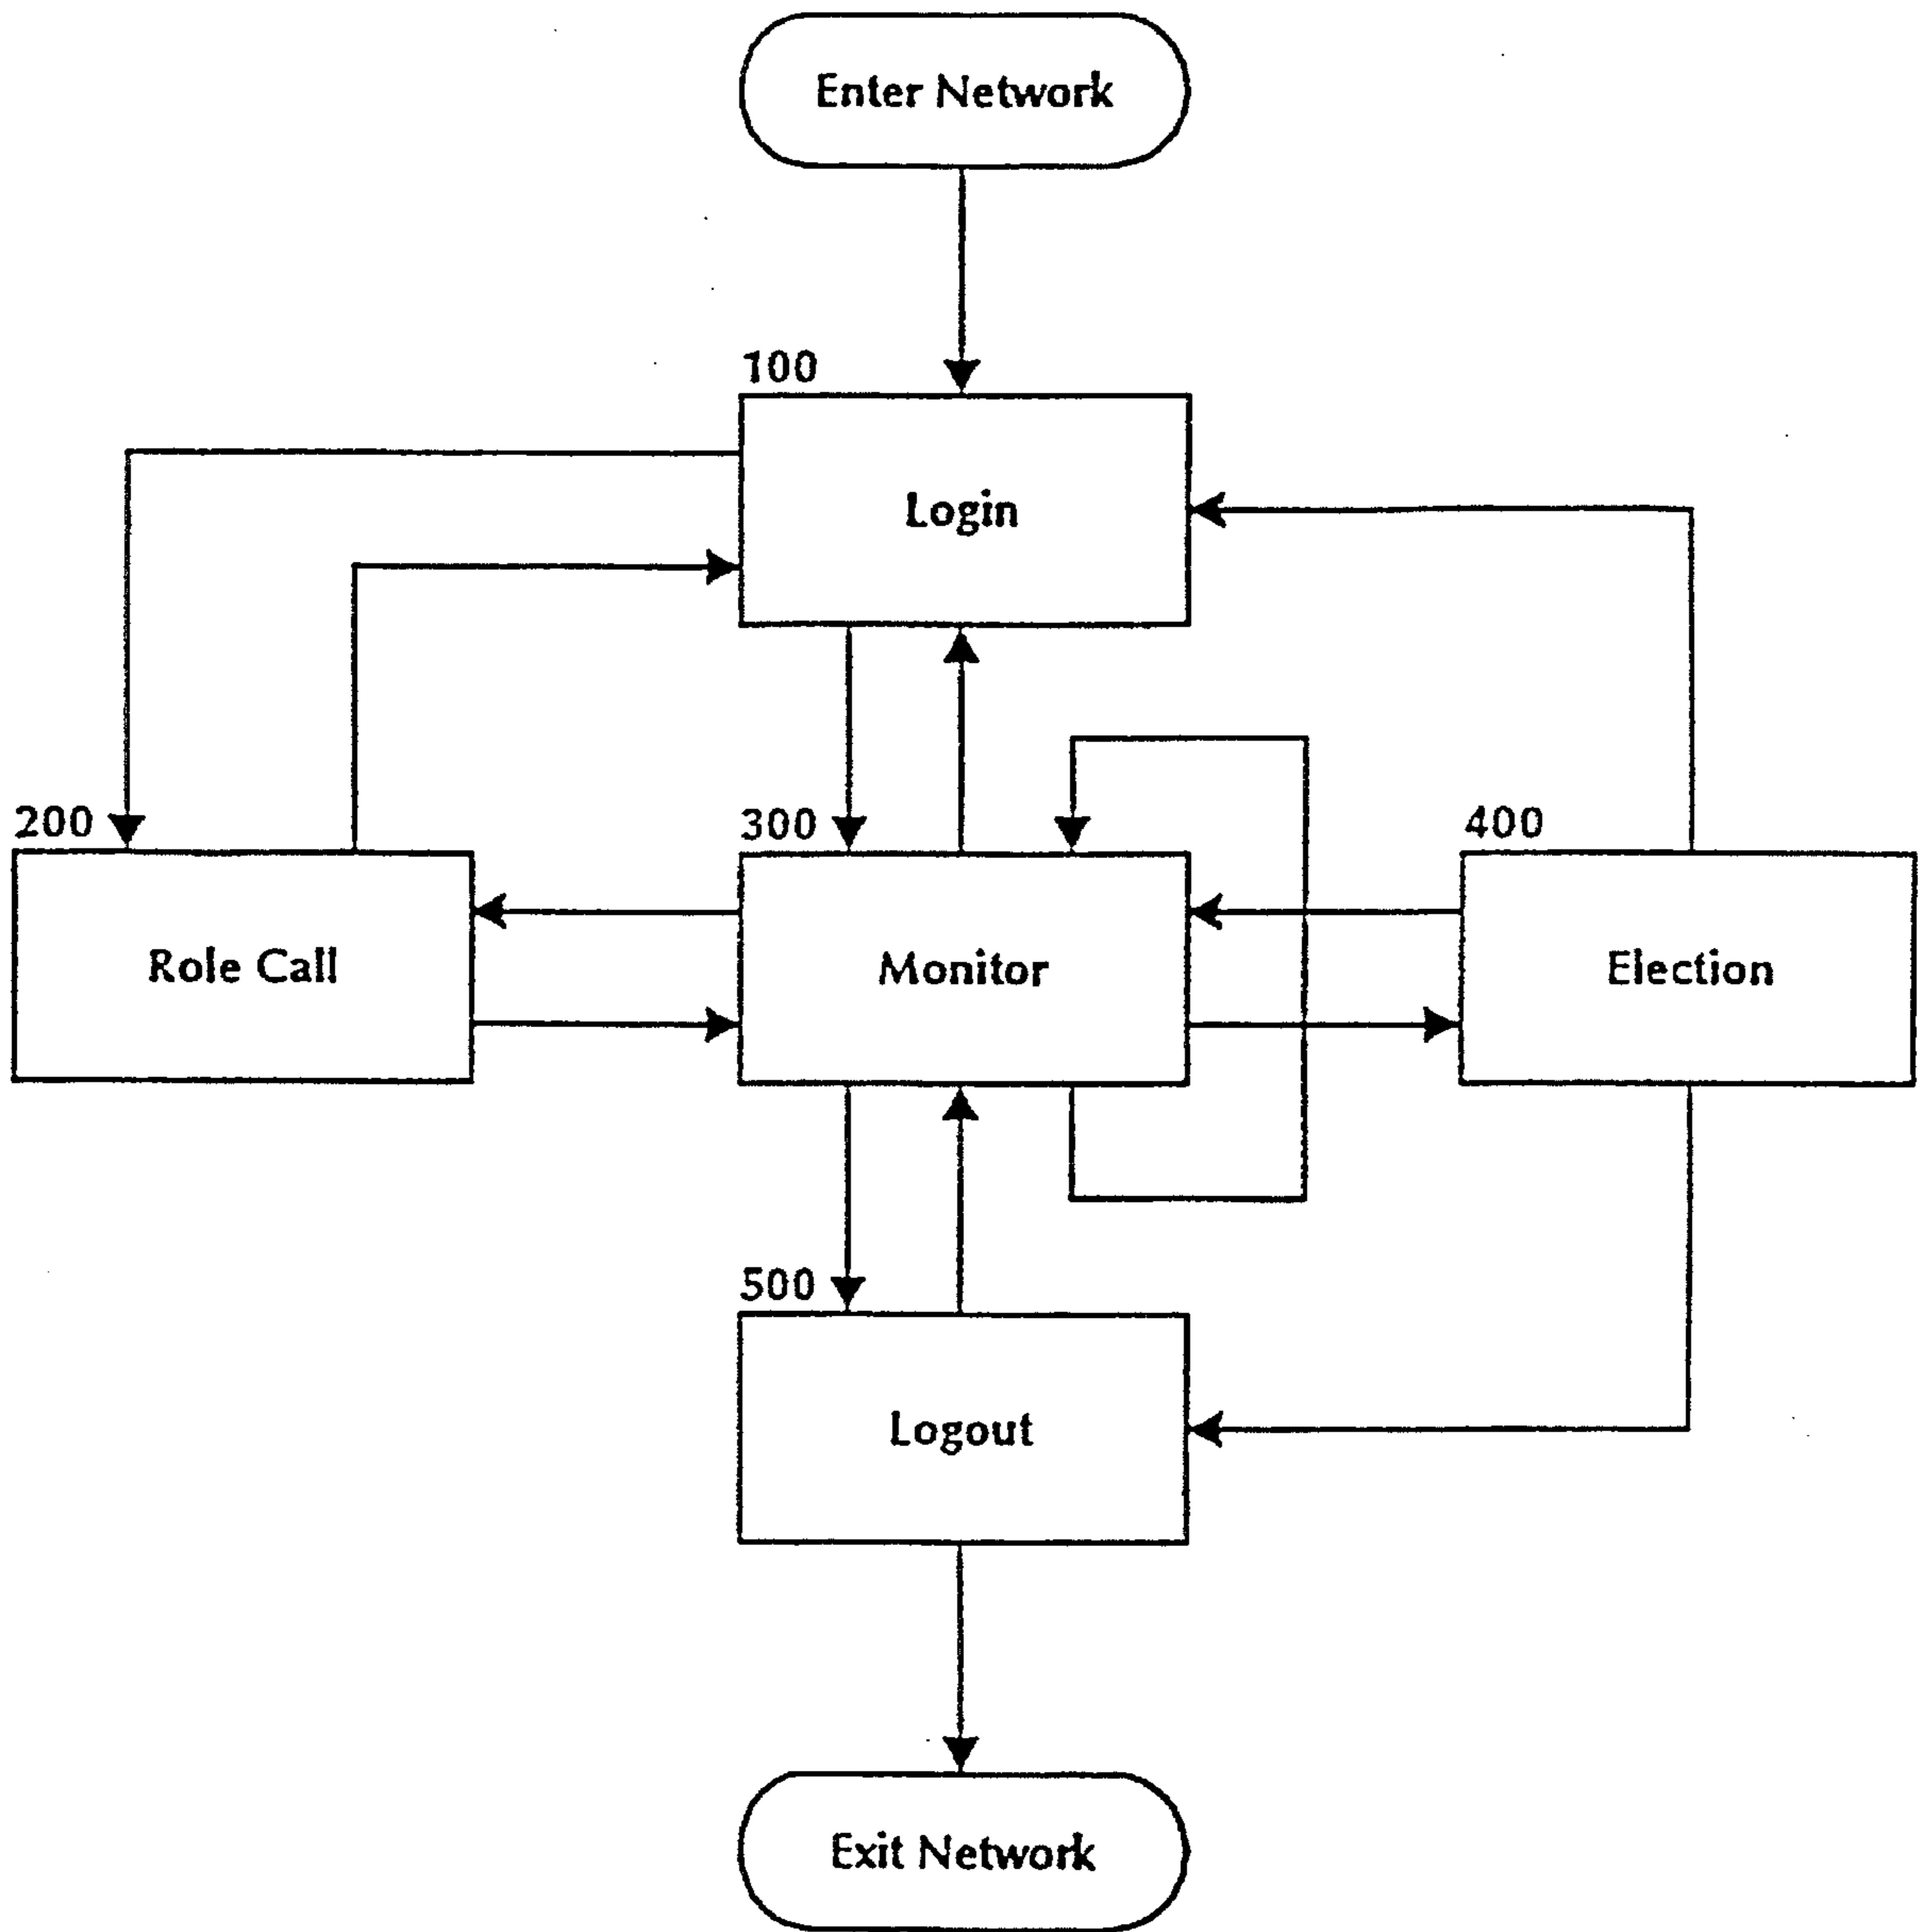 Enter Network
100
Login
200
300
400
Role Call
Monitor
Election
500
Logout
Exit Network